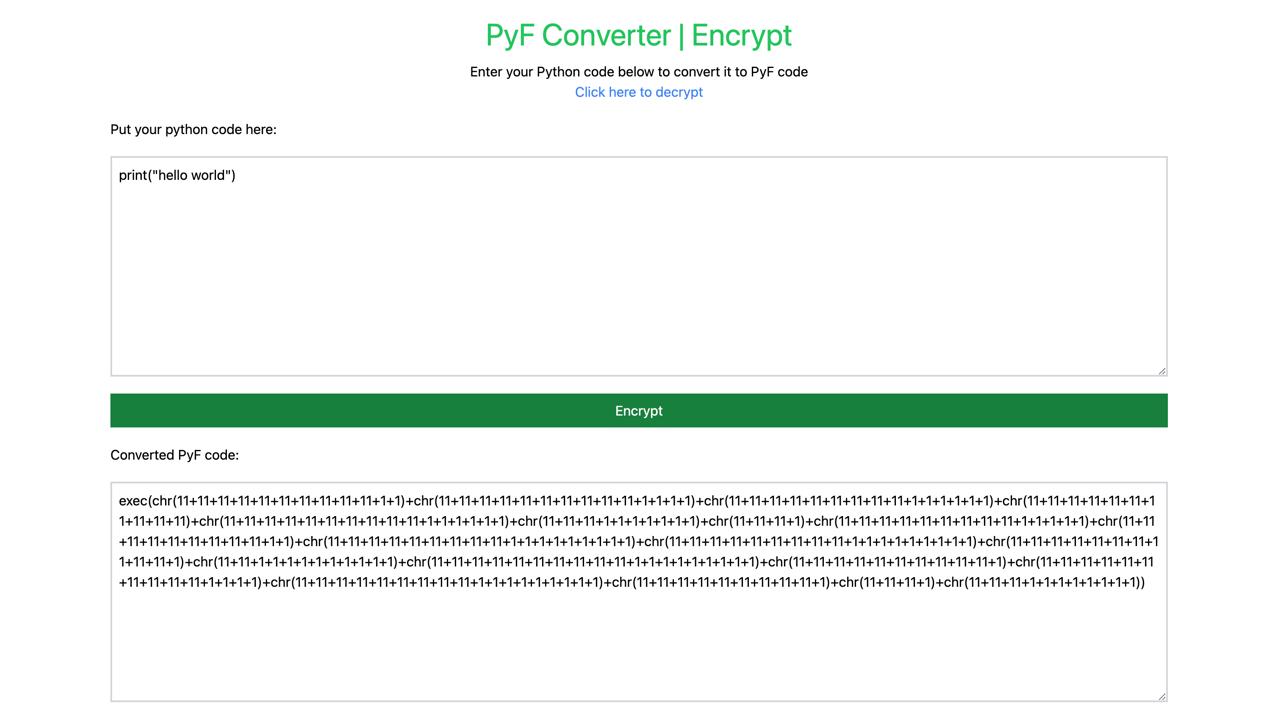 PyF Converter | Encrypt
Enter your Python code below to convert it to PyF code
Click here to decrypt
Put your python code here:
print("hello world")
Encrypt
Converted PyF code:
exec(chr(11+11+11+11+11+11+11+11+11+11+1+1)+chr(11+11+11+11+11+11+11+11+11+11+1+1+1+1)+chr(11+11+11+11+11+11+11+11+11+1+1+1+1+1+1)+chr(11+11+11+11+11+11+1
1+11+11+11)+chr(11+11+11+11+11+11+11+11+11+11+1+1+1+1+1+1)+chr(11+11+11+1+1+1+1+1+1+1)+chr(11+11+11+1)+chr(11+11+11+11+11+11+11+11+11+1+1+1+1+1)+chr(11+11
+11+11+11+11+11+11+11+1+1)+chr(11+11+11+11+11+11+11+11+11+1+1+1+1+1+1+1+1+1)+chr(11+11+11+11+11+11+11+11+11+1+1+1+1+1+1+1+1+1)+chr(11+11+11+11+11+11+11+1
1+11+11+1)+chr(11+11+1+1+1+1+1+1+1+1+1+1)+chr(11+11+11+11+11+11+11+11+11+11+1+1+1+1+1+1+1+1+1)+chr(11+11+11+11+11+11+11+11+11+11+1)+chr(11+11+11+11+11+11
+11+11+11+11+1+1+1+1)+chr(11+11+11+11+11+11+11+11+11+1+1+1+1+1+1+1+1+1)+chr(11+11+11+11+11+11+11+11+11+1)+chr(11+11+11+1)+chr(11+11+11+1+1+1+1+1+1+1+1))